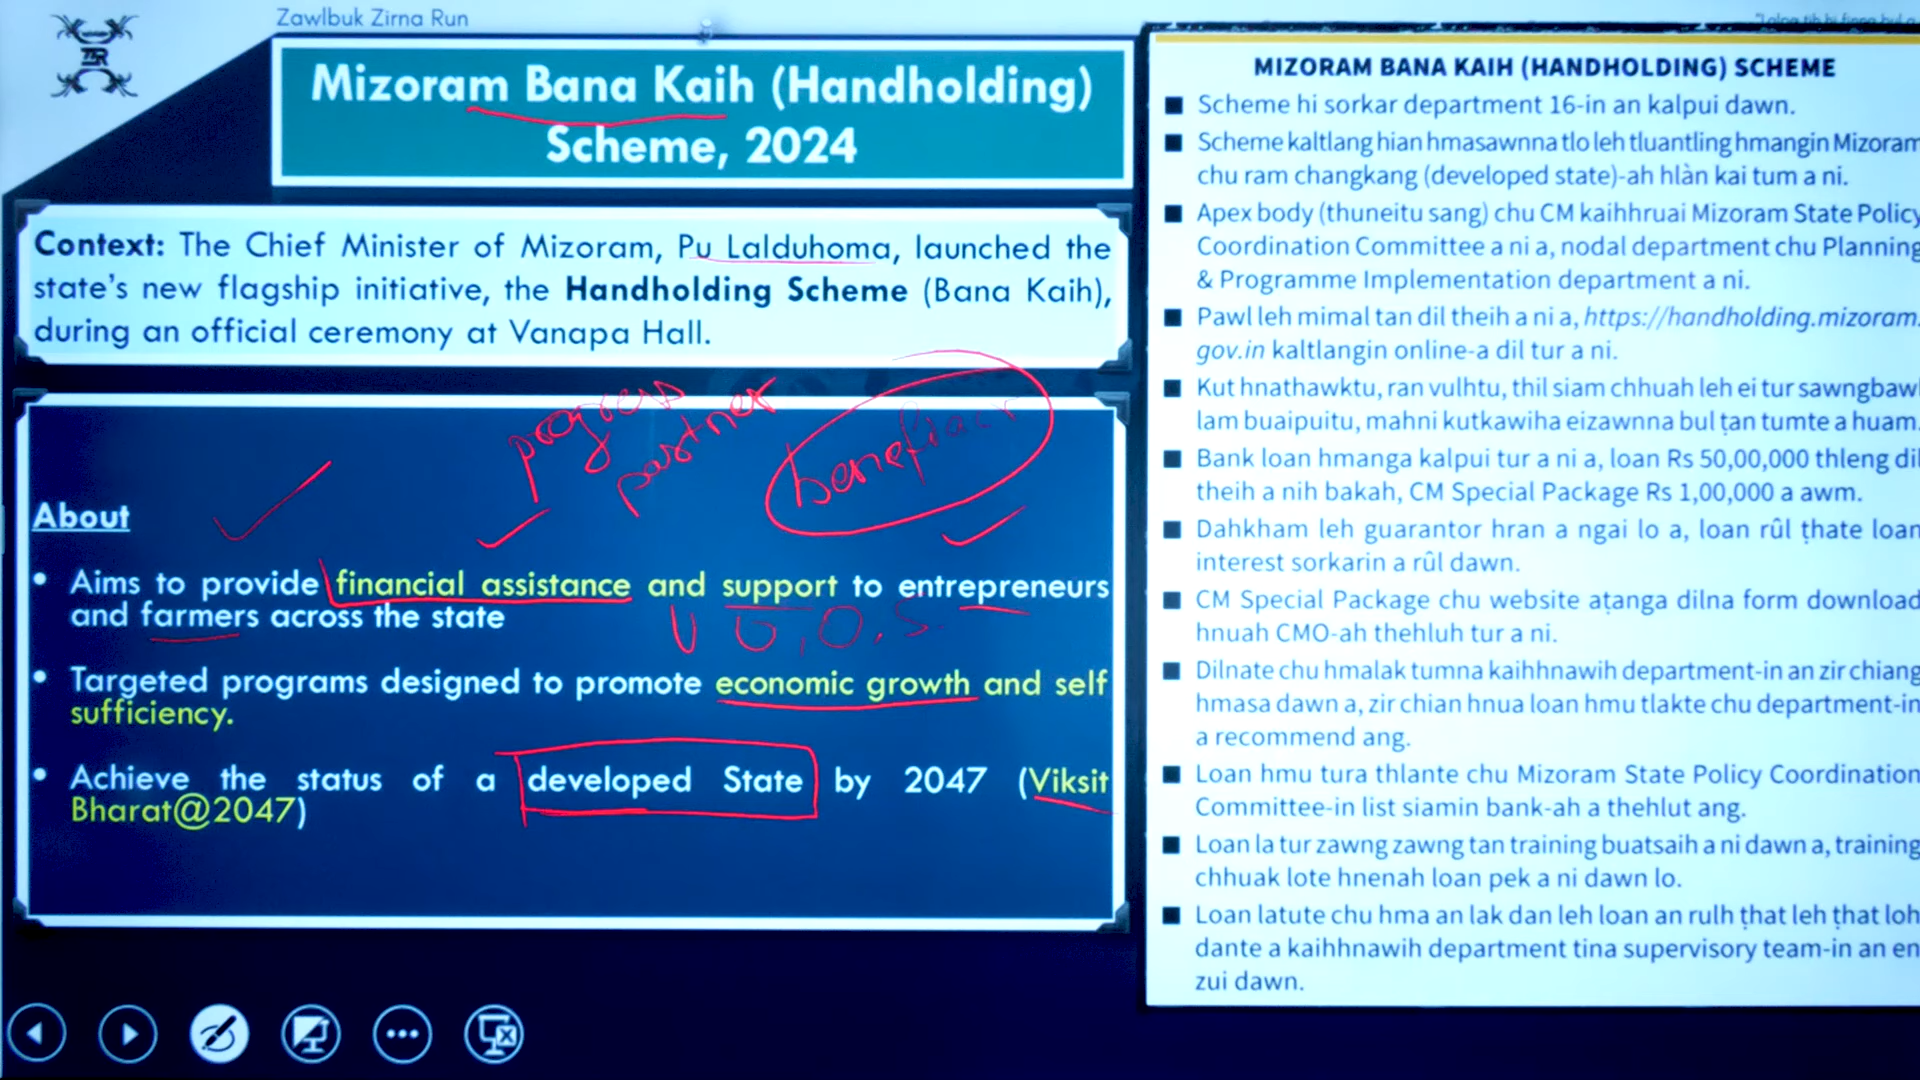 Zawlbuk Zirna Run
Mizoram Bana Kaih (Handholding)
Scheme, 2024
Context: The Chief Minister of Mizoram, Pu Lalduhoma, launched the
state's new flagship initiative, the Handholding Scheme (Bana Kaih),
during an official ceremony at Vanapa Hall.
progress
partner
About
• Aims to provide financial assistance and support to entrepreneurs
and farmers across the state
• Targeted programs designed to promote economic growth and self
sufficiency.
• Achieve the status of a developed State by 2047 (Viksit
Bharat@2047)
MIZORAM BANA KAIH (HANDHOLDING) SCHEME
■ Scheme hi sorkar department 16-in an kalpui dawn.
■ Scheme kaltlang hian hmasawnna tlo leh tluantling hmangin Mizoram
chu ram changkang (developed state)-ah hlàn kai tum a ni.
■ Apex body (thuneitu sang) chu CM kaihhruai Mizoram State Policy
Coordination Committee a ni a, nodal department chu Planning
& Programme Implementation department a ni.
■ Pawl leh mimal tan dil theih a ni a, https://handholding.mizoram.
gov.in kaltlangin online-a dil tur a ni.
■ Kut hnathawktu, ran vulhtu, thil siam chhuah leh ei tur sawngbawl
lam buaipuitu, mahni kutkawiha eizawnna bul ṭan tumte a huam.
■ Bank loan hmanga kalpui tur a ni a, loan Rs 50,00,000 thleng dil
theih a nih bakah, CM Special Package Rs 1,00,000 a awm.
■ Dahkham leh guarantor hran a ngai lo a, loan rûl ṭhate loan
interest sorkarin a rûl dawn.
■ CM Special Package chu website aṭanga dilna form download
hnuah CMO-ah thehluh tur a ni.
■ Dilnate chu hmalak tumna kaihhnawih department-in an zir chiang
hmasa dawn a, zir chian hnua loan hmu tlakte chu department-in
a recommend ang.
■ Loan hmu tura thlante chu Mizoram State Policy Coordination
Committee-in list siamin bank-ah a thehlut ang.
■ Loan la tur zawng zawng tan training buatsaih a ni dawn a, training
chhuak lote hnenah loan pek a ni dawn lo.
■ Loan latute chu hma an lak dan leh loan an rulh ṭhat leh ṭhat loh
dante a kaihhnawih department tina supervisory team-in an en
zui dawn.